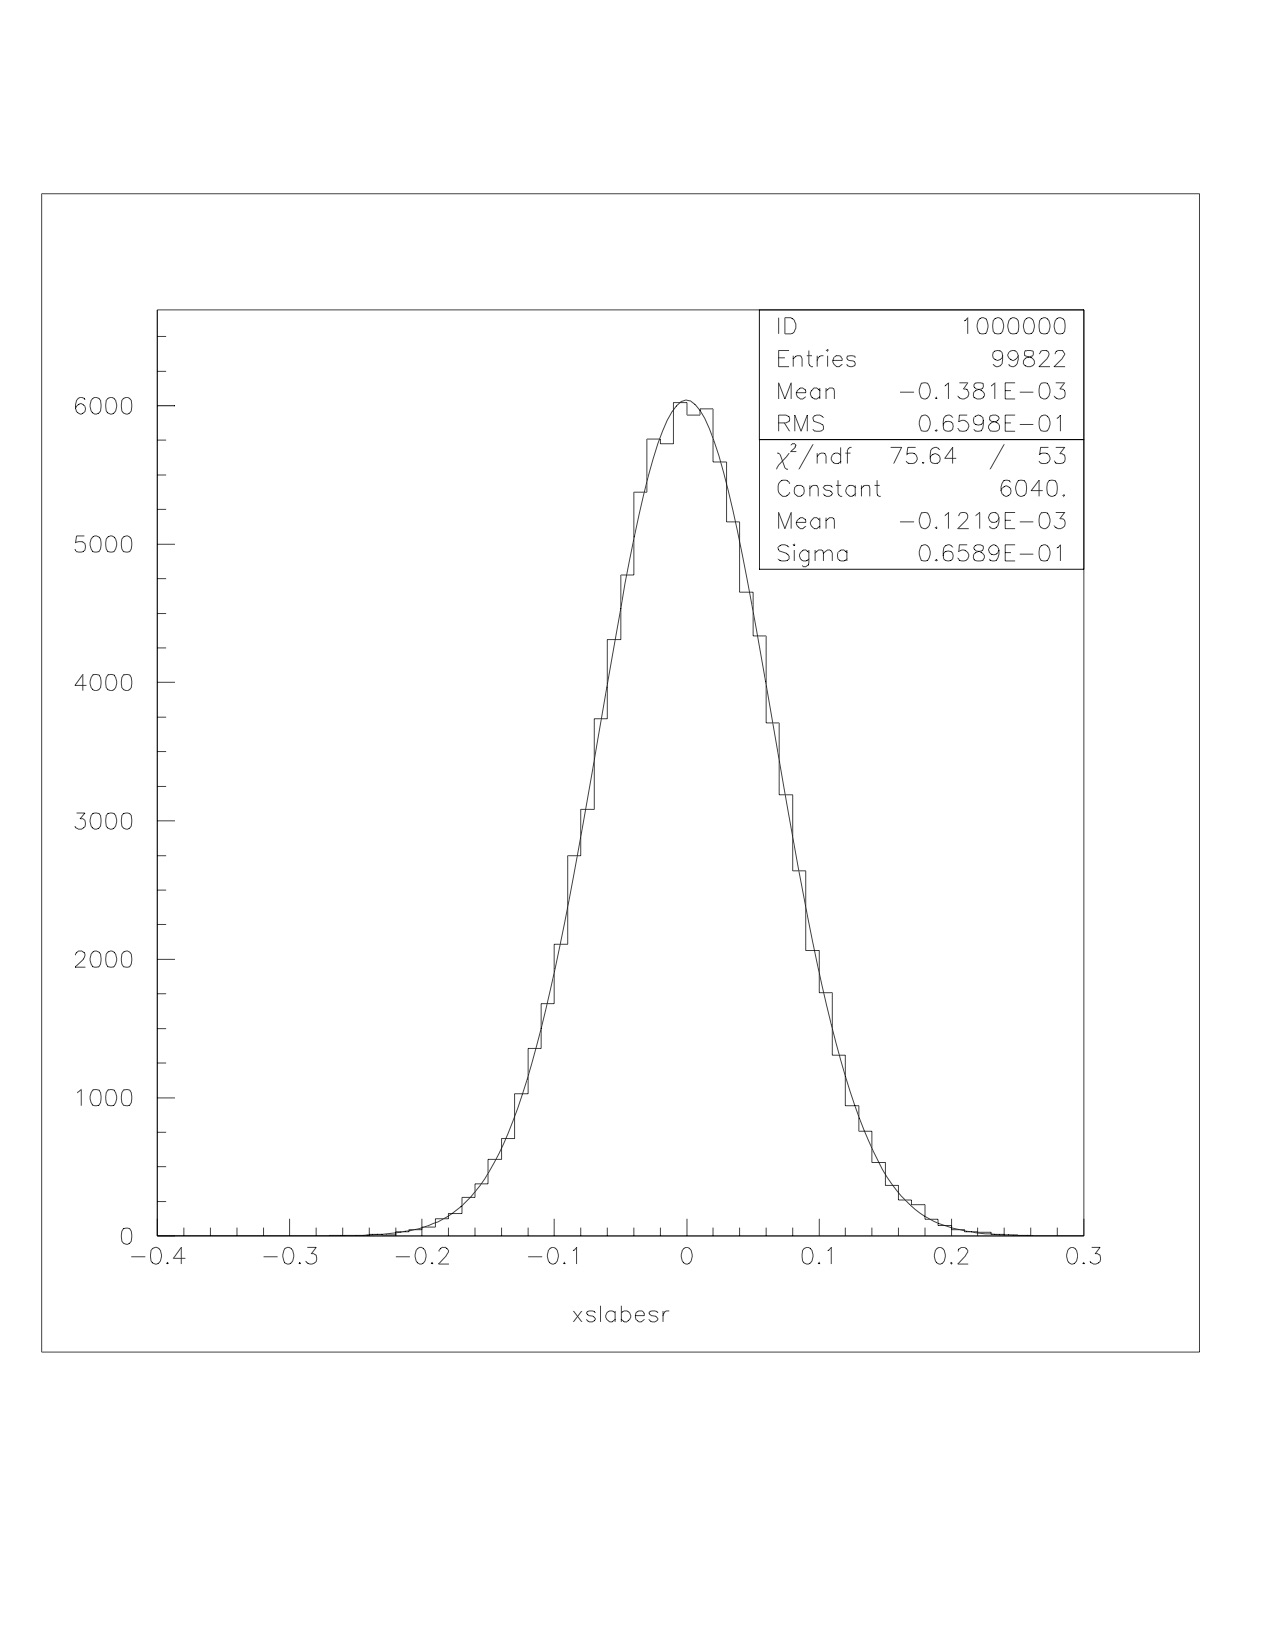 ID 1000000
Entries 99822
Mean −0.1381E−03
RMS 0.6598E−01
χ²/ndf 75.64 / 53
Constant 6040.
Mean −0.1219E−03
Sigma 0.6589E−01
6000
5000
4000
3000
2000
1000
0
−0.4 −0.3 −0.2 −0.1 0 0.1 0.2 0.3
xslabesr